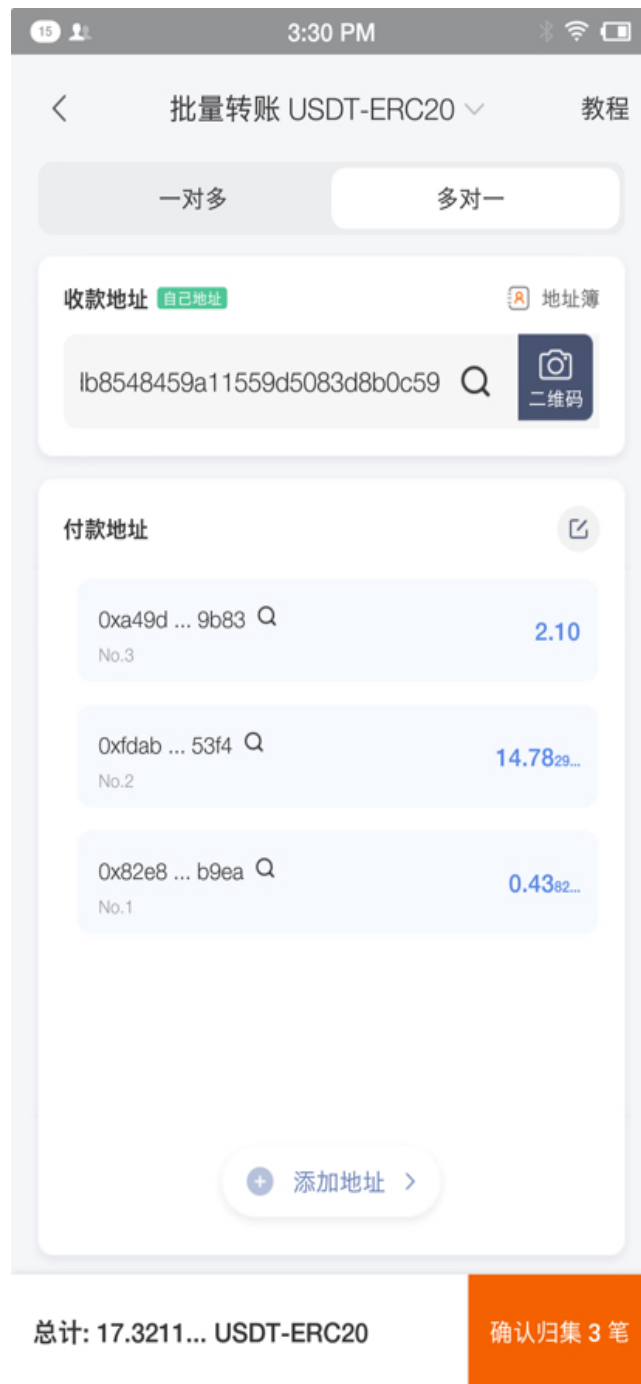 15 3:30 PM
批量转账 USDT-ERC20 教程
一对多 多对一
收款地址 自己地址 地址簿
lb8548459a11559d5083d8b0c59 二维码
付款地址
0xa49d ... 9b83 2.10
No.3
0xfdab ... 53f4 14.7829...
No.2
0x82e8 ... b9ea 0.4382...
No.1
添加地址
总计: 17.3211... USDT-ERC20 确认归集 3 笔